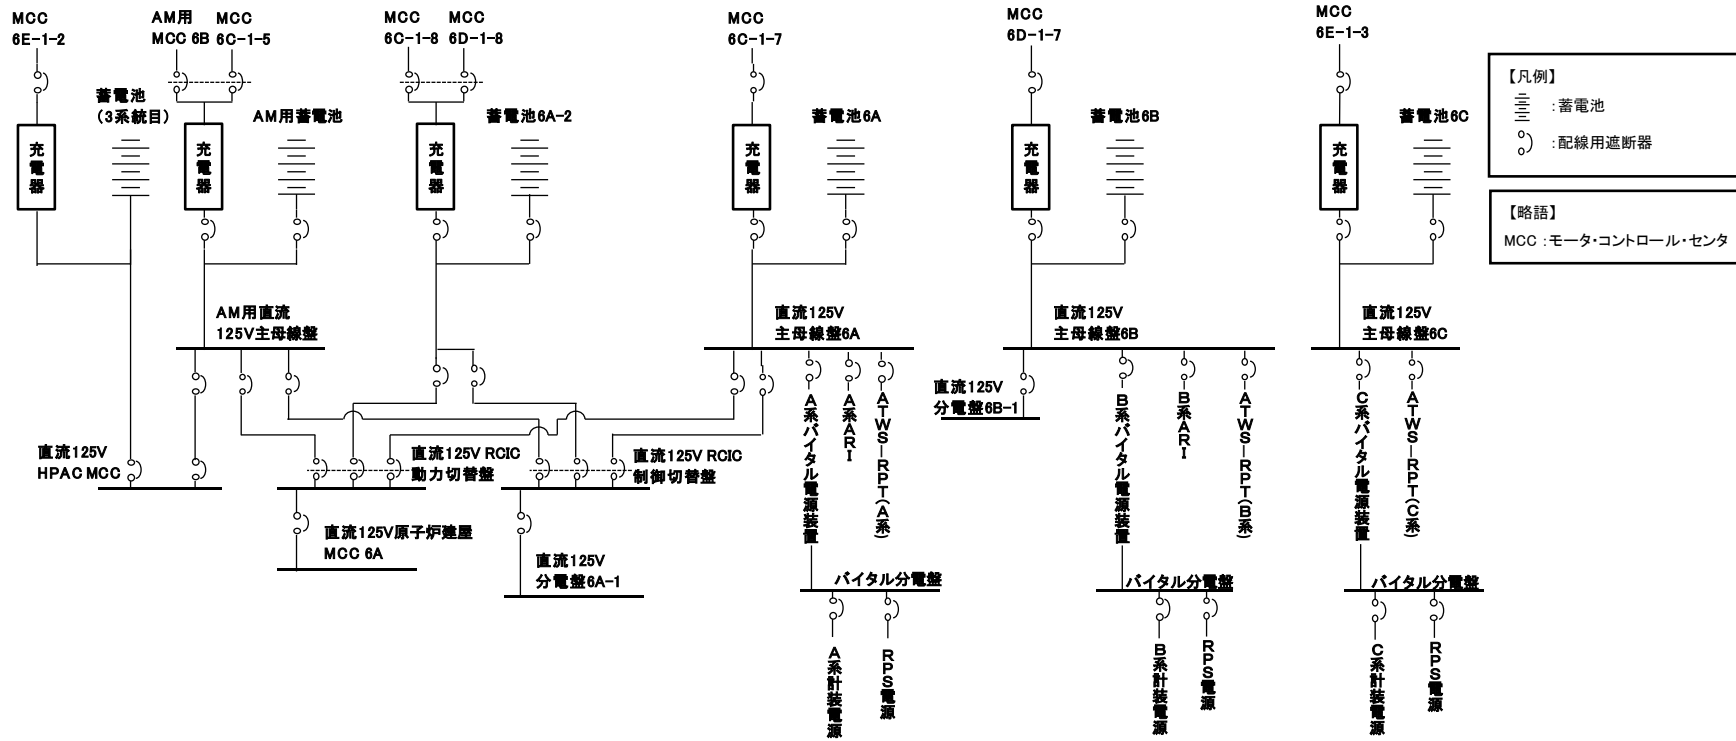 MCC
6E-1-2
AM用
MCC 6B
MCC
6C-1-5
MCC
6C-1-8
MCC
6D-1-8
MCC
6C-1-7
MCC
6D-1-7
MCC
6E-1-3
蓄電池
(3系統目)
AM用蓄電池
蓄電池6A-2
蓄電池6A
蓄電池6B
蓄電池6C
充電器
充電器
充電器
充電器
充電器
充電器
【凡例】
:蓄電池
:配線用遮断器
【略語】
MCC :モータ・コントロール・センタ
AM用直流
125V主母線盤
直流125V
主母線盤6A
直流125V
主母線盤6B
直流125V
主母線盤6C
直流125V
分電盤6B-1
直流125V
HPAC MCC
直流125V RCIC
動力切替盤
直流125V RCIC
制御切替盤
直流125V原子炉建屋
MCC 6A
直流125V
分電盤6A-1
A系バイタル電源装置
A系ARI
ATWS-RPT(A系)
B系バイタル電源装置
B系ARI
ATWS-RPT(B系)
C系バイタル電源装置
ATWS-RPT(C系)
バイタル分電盤
バイタル分電盤
バイタル分電盤
A系計装電源
RPS電源
B系計装電源
RPS電源
C系計装電源
RPS電源